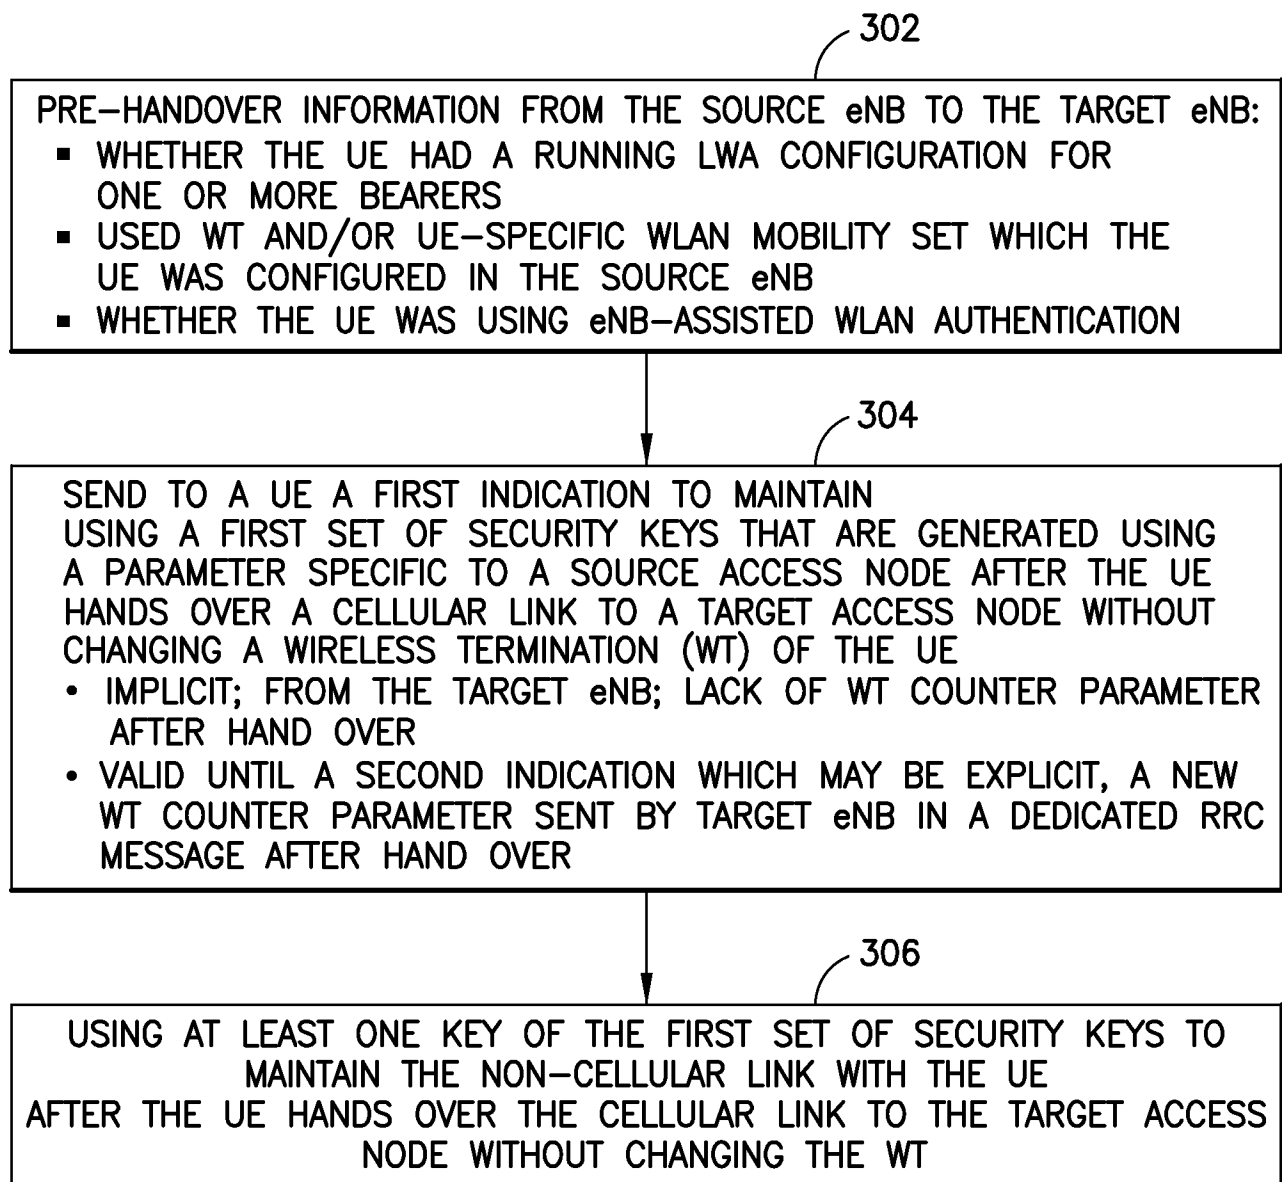 302
PRE-HANDOVER INFORMATION FROM THE SOURCE eNB TO THE TARGET eNB:
▪ WHETHER THE UE HAD A RUNNING LWA CONFIGURATION FOR
ONE OR MORE BEARERS
▪ USED WT AND/OR UE-SPECIFIC WLAN MOBILITY SET WHICH THE
UE WAS CONFIGURED IN THE SOURCE eNB
▪ WHETHER THE UE WAS USING eNB-ASSISTED WLAN AUTHENTICATION
304
SEND TO A UE A FIRST INDICATION TO MAINTAIN
USING A FIRST SET OF SECURITY KEYS THAT ARE GENERATED USING
A PARAMETER SPECIFIC TO A SOURCE ACCESS NODE AFTER THE UE
HANDS OVER A CELLULAR LINK TO A TARGET ACCESS NODE WITHOUT
CHANGING A WIRELESS TERMINATION (WT) OF THE UE
• IMPLICIT; FROM THE TARGET eNB; LACK OF WT COUNTER PARAMETER
AFTER HAND OVER
• VALID UNTIL A SECOND INDICATION WHICH MAY BE EXPLICIT, A NEW
WT COUNTER PARAMETER SENT BY TARGET eNB IN A DEDICATED RRC
MESSAGE AFTER HAND OVER
306
USING AT LEAST ONE KEY OF THE FIRST SET OF SECURITY KEYS TO
MAINTAIN THE NON-CELLULAR LINK WITH THE UE
AFTER THE UE HANDS OVER THE CELLULAR LINK TO THE TARGET ACCESS
NODE WITHOUT CHANGING THE WT